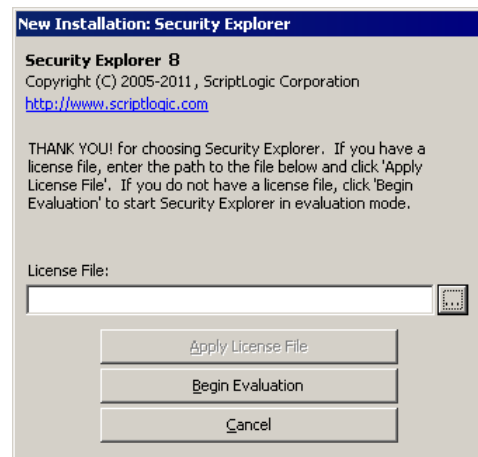 New Installation: Security Explorer
Security Explorer 8
Copyright (C) 2005-2011, ScriptLogic Corporation
http://www.scriptlogic.com
THANK YOU! for choosing Security Explorer. If you have a
license file, enter the path to the file below and click 'Apply
License File'. If you do not have a license file, click 'Begin
Evaluation' to start Security Explorer in evaluation mode.
License File:
...
Apply License File
Begin Evaluation
Cancel